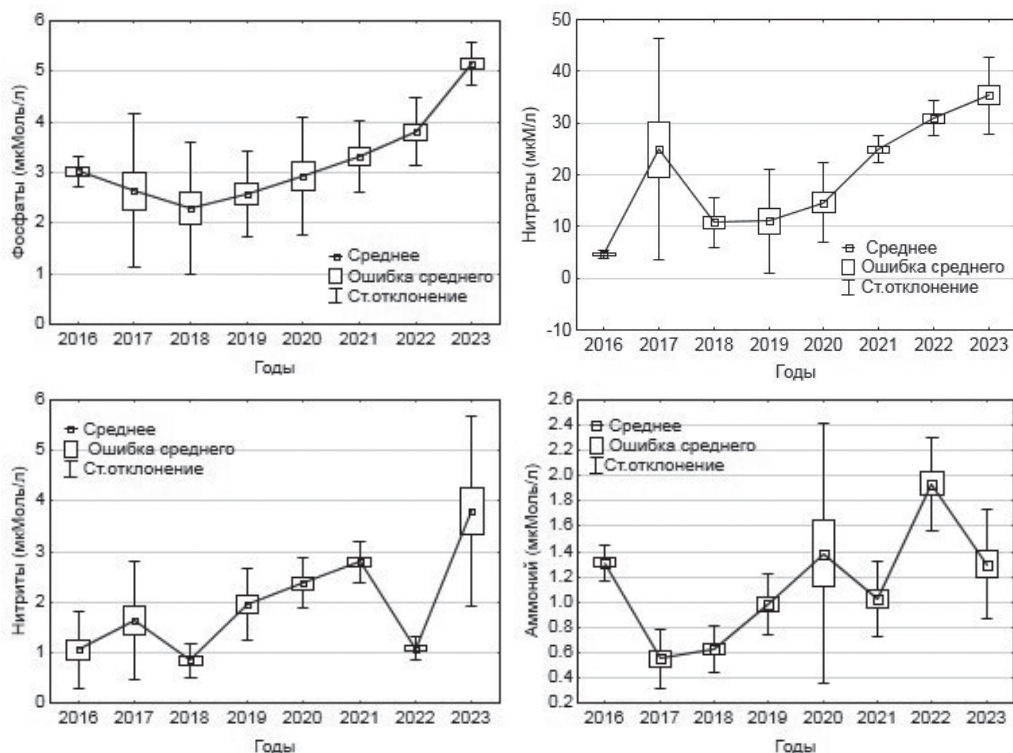 Фосфаты (мкМоль/л)
6
5
4
3
2
1
0
Среднее
Ошибка среднего
Ст.отклонение
2016 2017 2018 2019 2020 2021 2022 2023
Годы
Нитраты (мкМ/л)
50
40
30
20
10
0
-10
Среднее
Ошибка среднего
Ст.отклонение
2016 2017 2018 2019 2020 2021 2022 2023
Годы
Нитриты (мкМоль/л)
6
5
4
3
2
1
0
Среднее
Ошибка среднего
Ст.отклонение
2016 2017 2018 2019 2020 2021 2022 2023
Годы
Аммоний (мкМоль/л)
2.6
2.4
2.2
2.0
1.8
1.6
1.4
1.2
1.0
0.8
0.6
0.4
0.2
Среднее
Ошибка среднего
Ст.отклонение
2016 2017 2018 2019 2020 2021 2022 2023
Годы